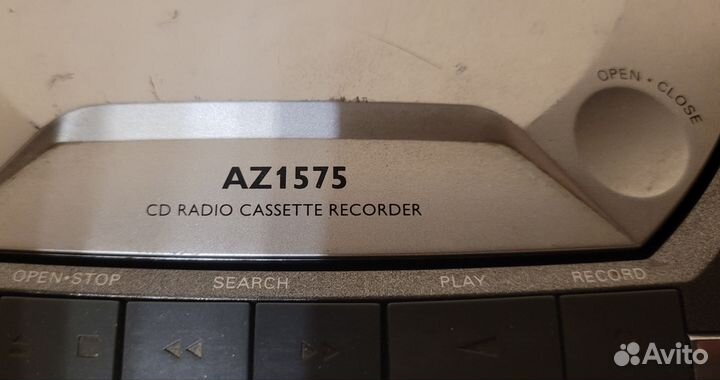 OPEN • CLOSE
AZ1575
CD RADIO CASSETTE RECORDER
OPEN•STOP SEARCH PLAY RECORD
Avito